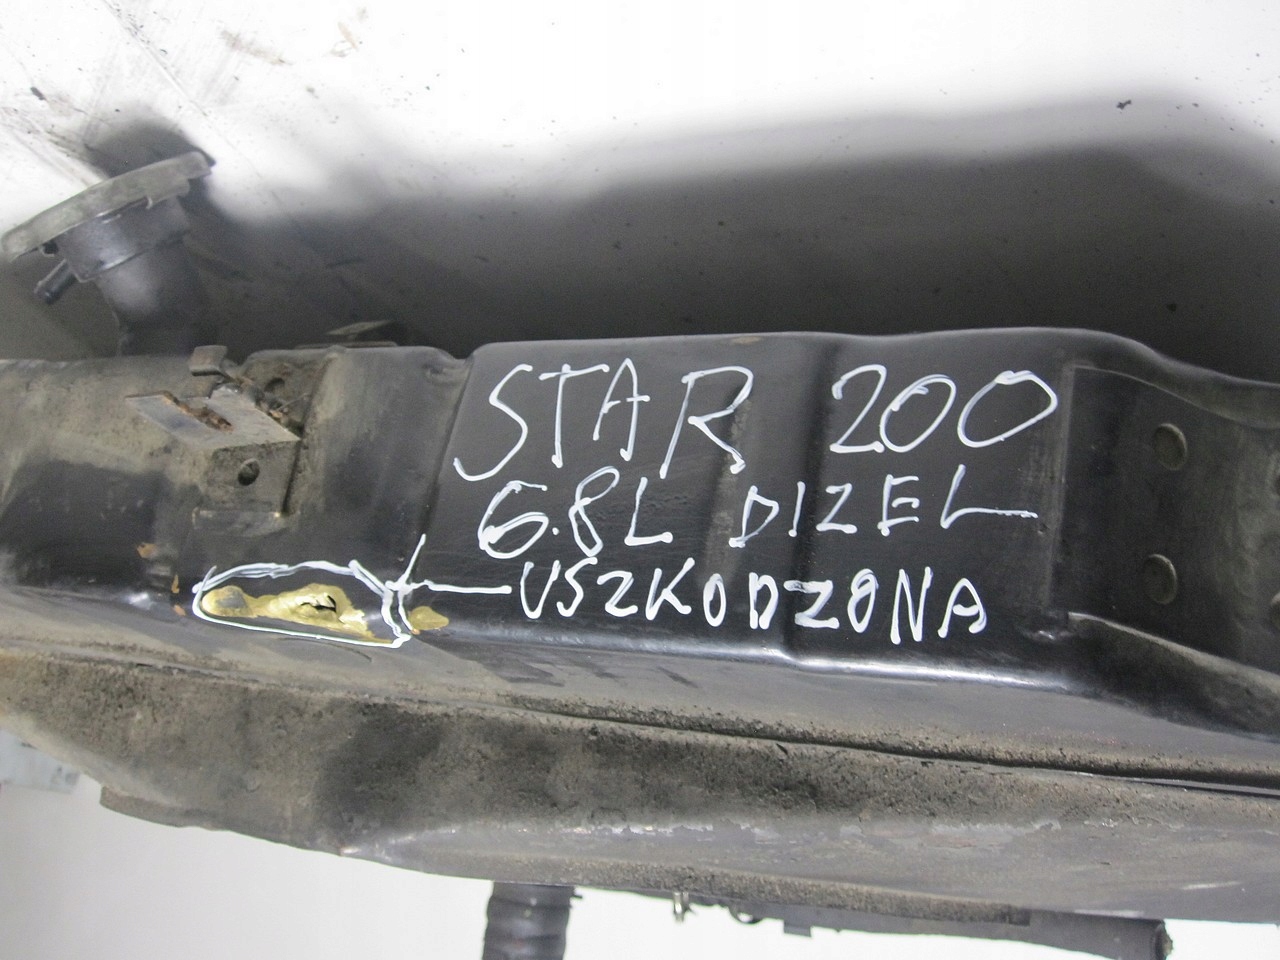 STAR 200
6.8L DIZEL
USZKODZONA